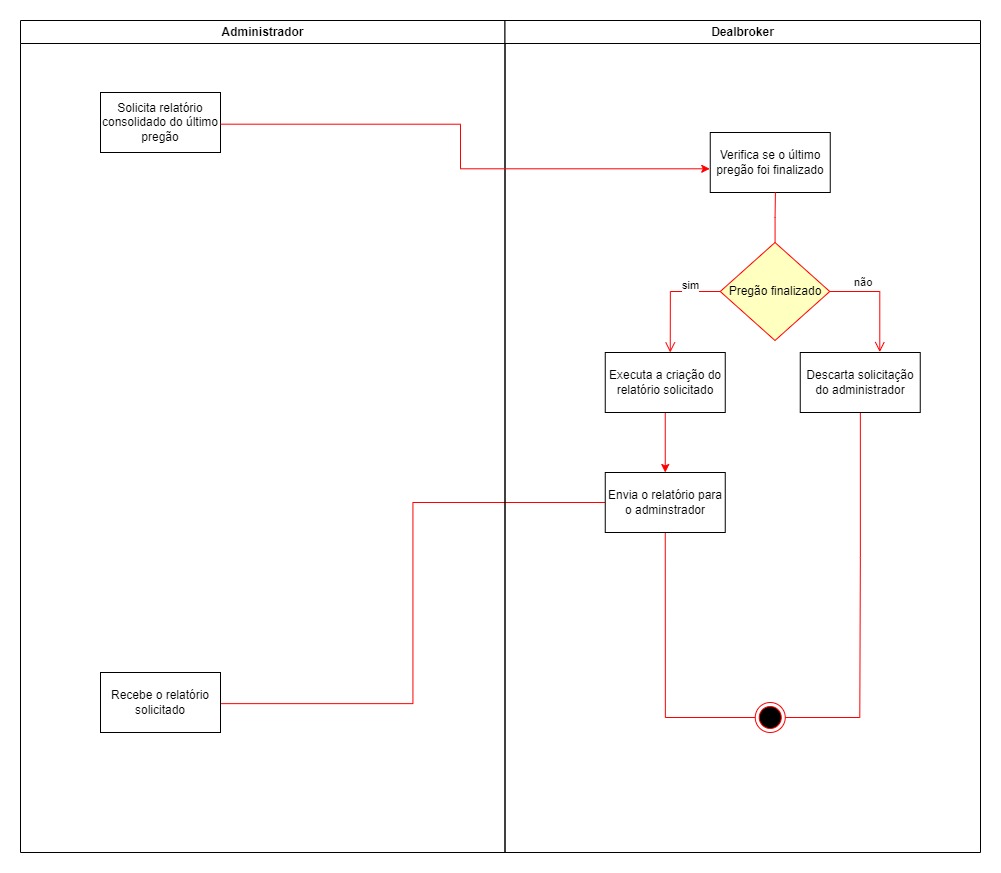 Administrador
Dealbroker
Solicita relatório
consolidado do último
pregão
Verifica se o último
pregão foi finalizado
Pregão finalizado
sim
não
Executa a criação do
relatório solicitado
Descarta solicitação
do administrador
Envia o relatório para
o adminstrador
Recebe o relatório
solicitado